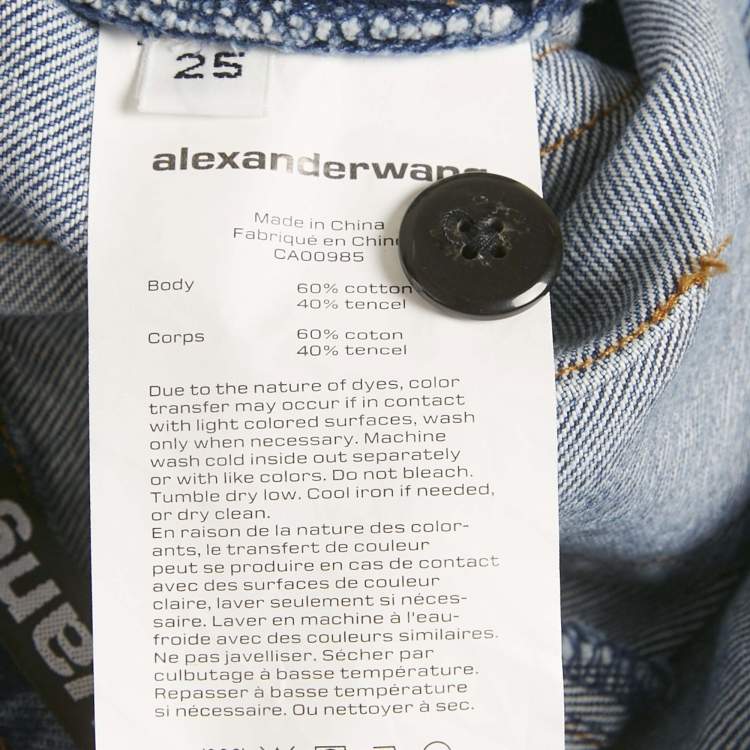 25
alexanderwang
Made in China
Fabriqué en Chine
CA00985
Body 60% cotton
40% tencel
Corps 60% coton
40% tencel
Due to the nature of dyes, color
transfer may occur if in contact
with light colored surfaces, wash
only when necessary. Machine
wash cold inside out separately
or with like colors. Do not bleach.
Tumble dry low. Cool iron if needed,
or dry clean.
En raison de la nature des color-
ants, le transfert de couleur
peut se produire en cas de contact
avec des surfaces de couleur
claire, laver seulement si néces-
saire. Laver en machine à l'eau-
froide avec des couleurs similaires.
Ne pas javelliser. Sécher par
culbutage à basse température.
Repasser à basse température
si nécessaire. Ou nettoyer à sec.
ang